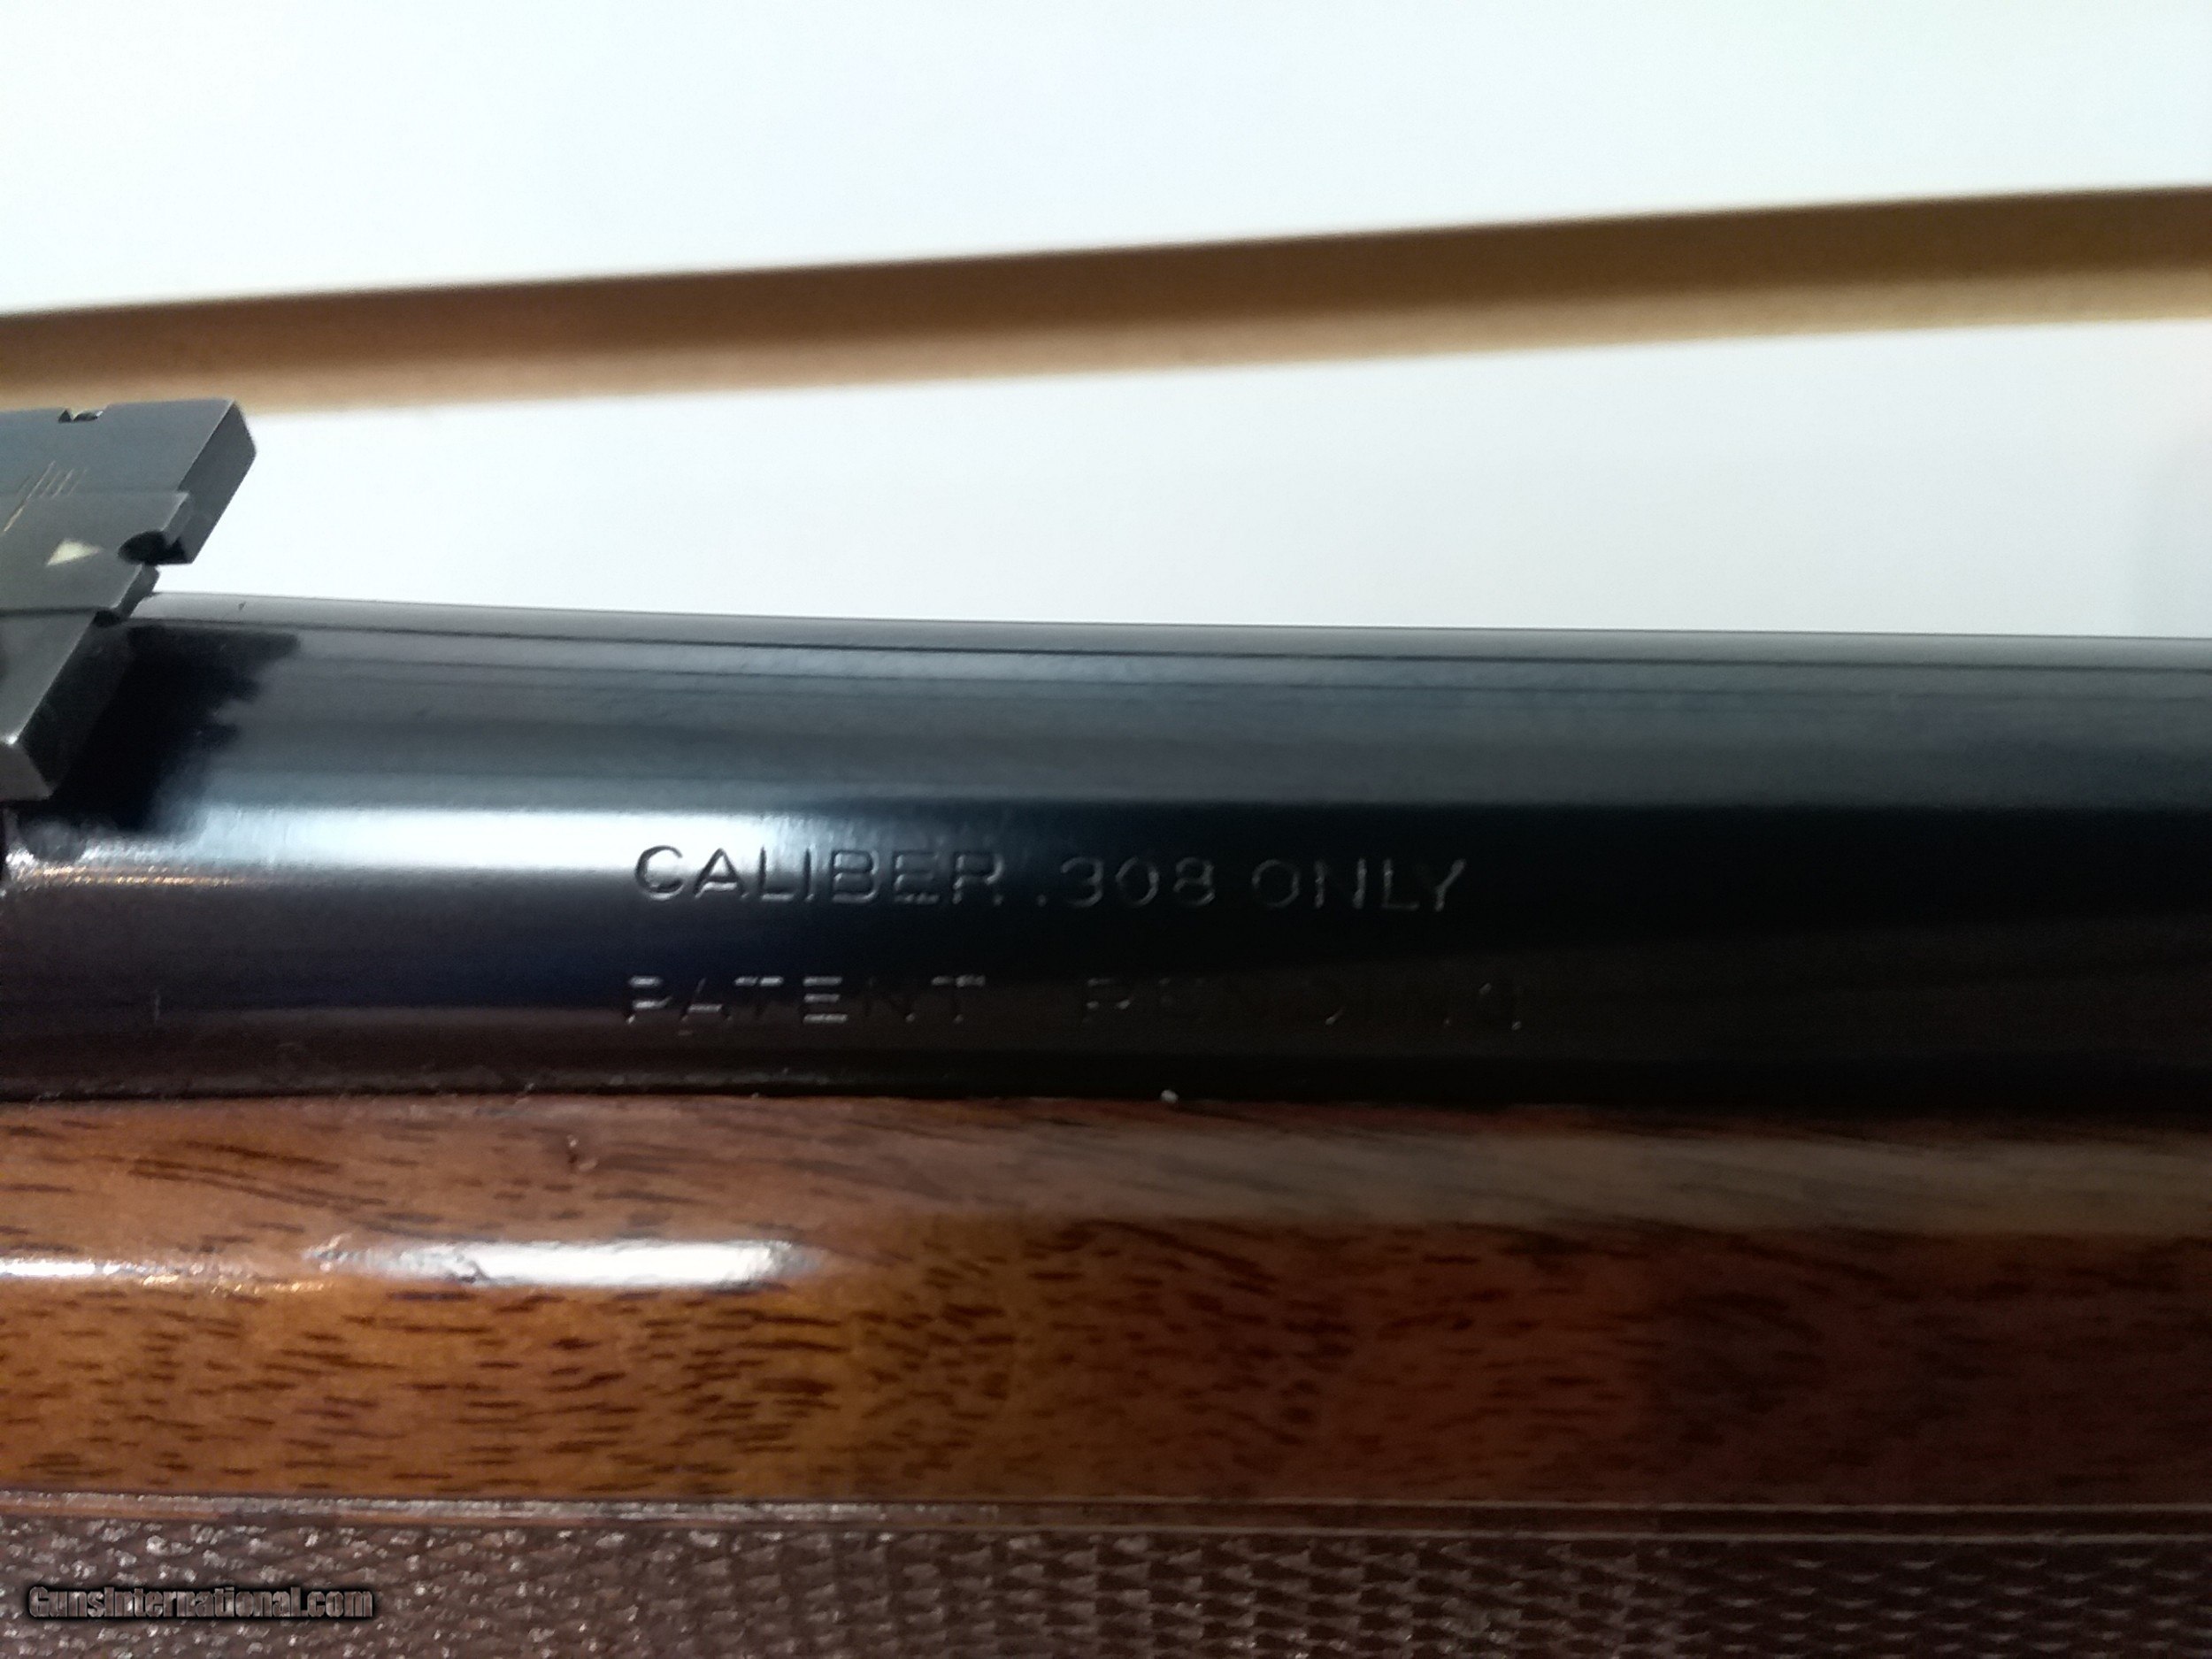 CALIBER .308 ONLY
PATENT PENDING
GunsInternational.com